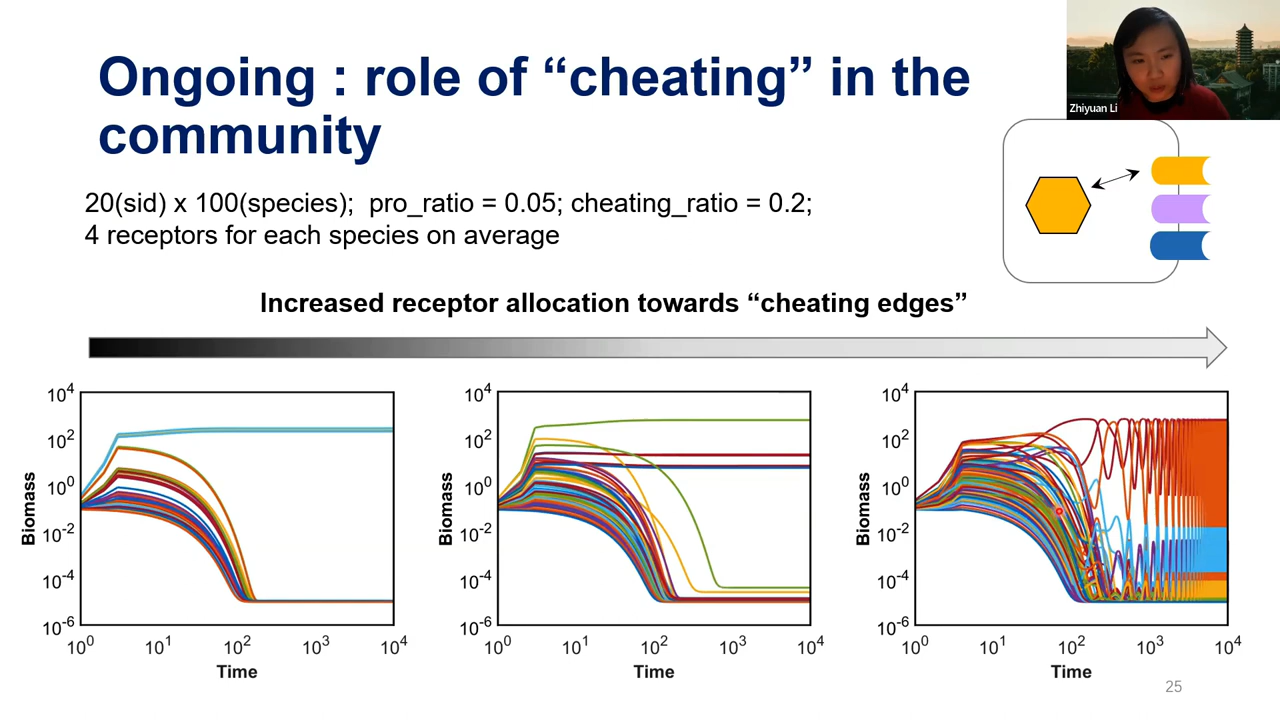 Ongoing : role of “cheating” in the
community
Zhiyuan Li
20(sid) x 100(species);  pro_ratio = 0.05; cheating_ratio = 0.2;
4 receptors for each species on average
Increased receptor allocation towards “cheating edges”
10^4
10^2
10^0
10^-2
10^-4
10^-6
Biomass
10^0 10^1 10^2 10^3 10^4
Time
10^4
10^2
10^0
10^-2
10^-4
10^-6
Biomass
10^0 10^1 10^2 10^3 10^4
Time
10^4
10^2
10^0
10^-2
10^-4
10^-6
Biomass
10^0 10^1 10^2 10^3 10^4
Time
25